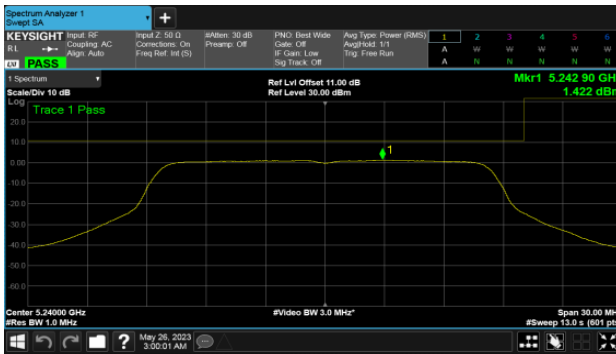 Spectrum Analyzer 1
Swept SA
+
KEYSIGHT
RL
LXI
PASS
Input: RF
Coupling: AC
Align: Auto
Input Z: 50 Ω
Corrections: On
Freq Ref: Int (S)
#Atten: 30 dB
Preamp: Off
PNO: Best Wide
Gate: Off
IF Gain: Low
Sig Track: Off
Avg Type: Power (RMS)
Avg|Hold: 1/1
Trig: Free Run
1 2 3 4 5 6
A W W W W W
A N N N N N
1 Spectrum
Scale/Div 10 dB
Ref Lvl Offset 11.00 dB
Ref Level 30.00 dBm
Mkr1 5.242 90 GH
1.422 dBr
Log
Trace 1 Pass
20.0
10.0
1
0.00
-10.0
-20.0
-30.0
-40.0
-50.0
-60.0
Center 5.24000 GHz
#Video BW 3.0 MHz*
Span 30.00 MH
#Res BW 1.0 MHz
#Sweep 13.0 s (601 pts
?
May 26, 2023
3:00:01 AM